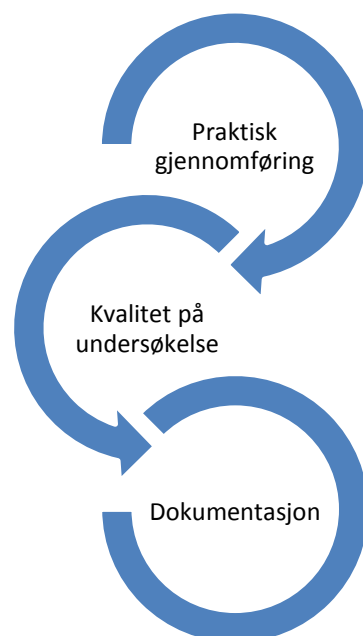 Praktisk
gjennomføring
Kvalitet på
undersøkelse
Dokumentasjon